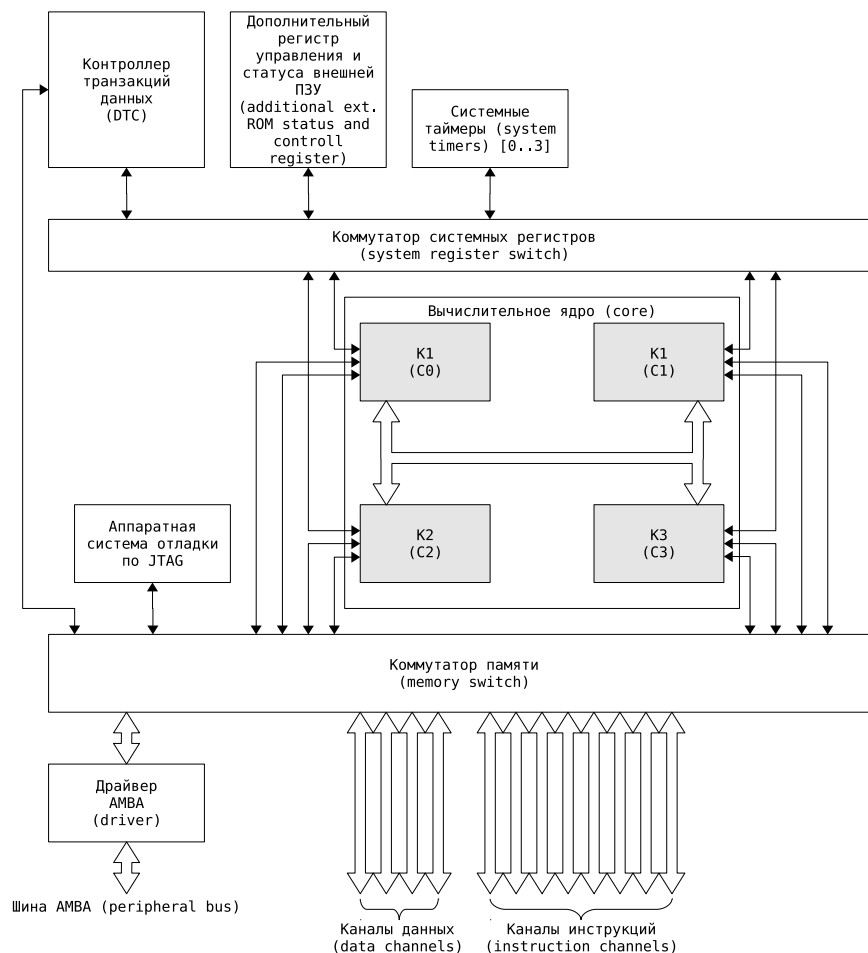 Контроллер
транзакций
данных
(DTC)
Дополнительный
регистр
управления и
статуса внешней
ПЗУ
(additional ext.
ROM status and
controll
register)
Системные
таймеры (system
timers) [0..3]
Коммутатор системных регистров
(system register switch)
Вычислительное ядро (core)
К1
(C0)
К1
(C1)
К2
(C2)
К3
(C3)
Аппаратная
система отладки
по JTAG
Коммутатор памяти
(memory switch)
Драйвер
AMBA
(driver)
Шина AMBA (peripheral bus)
Каналы данных
(data channels)
Каналы инструкций
(instruction channels)